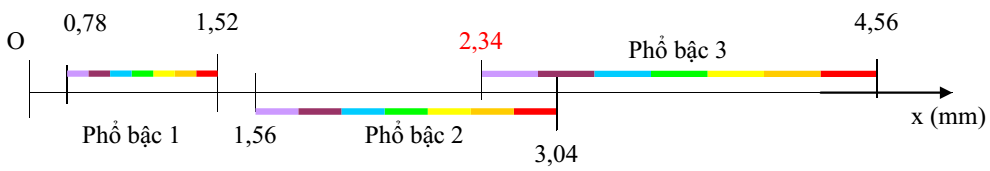 0,78
1,52
4,56
O
2,34
Phổ bậc 3
Phổ bậc 1
1,56
Phổ bậc 2
x (mm)
3,04